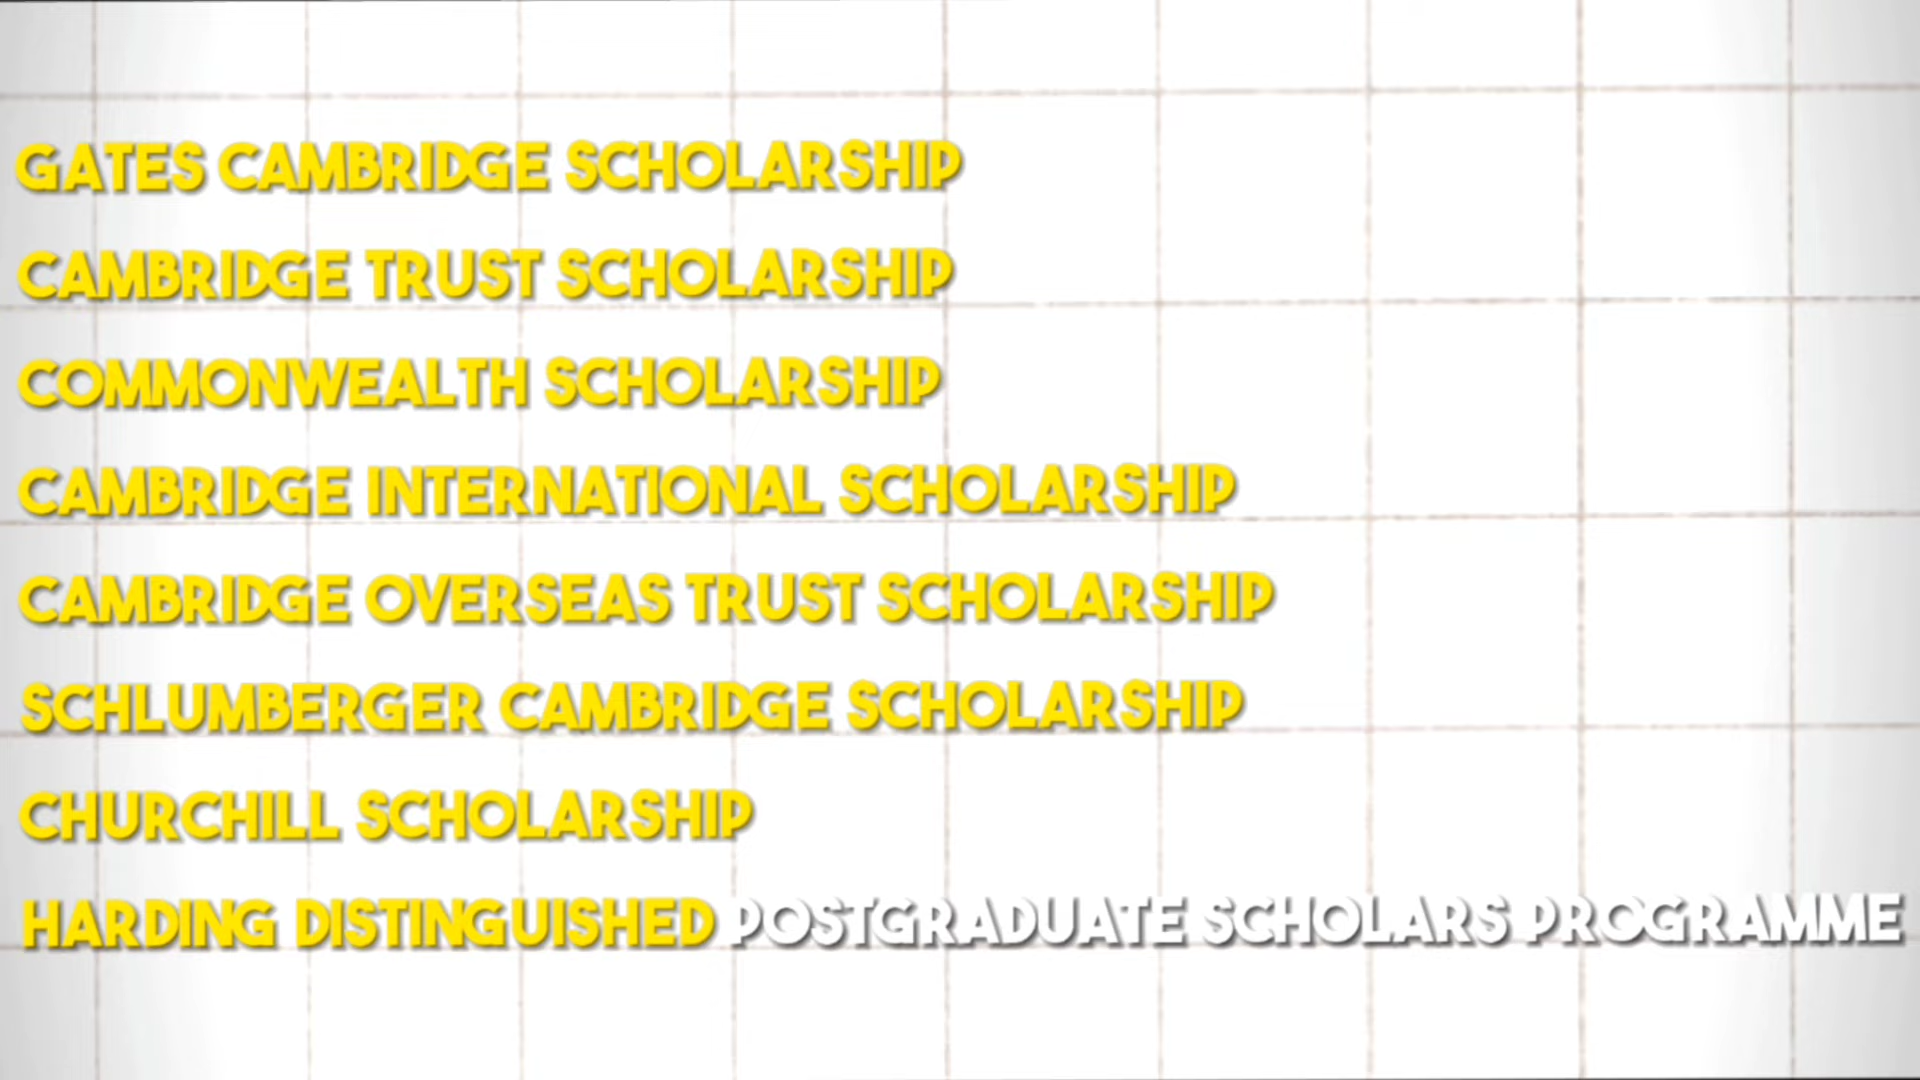 GATES CAMBRIDGE SCHOLARSHIP
CAMBRIDGE TRUST SCHOLARSHIP
COMMONWEALTH SCHOLARSHIP
CAMBRIDGE INTERNATIONAL SCHOLARSHIP
CAMBRIDGE OVERSEAS TRUST SCHOLARSHIP
SCHLUMBERGER CAMBRIDGE SCHOLARSHIP
CHURCHILL SCHOLARSHIP
HARDING DISTINGUISHED POSTGRADUATE SCHOLARS PROGRAMME